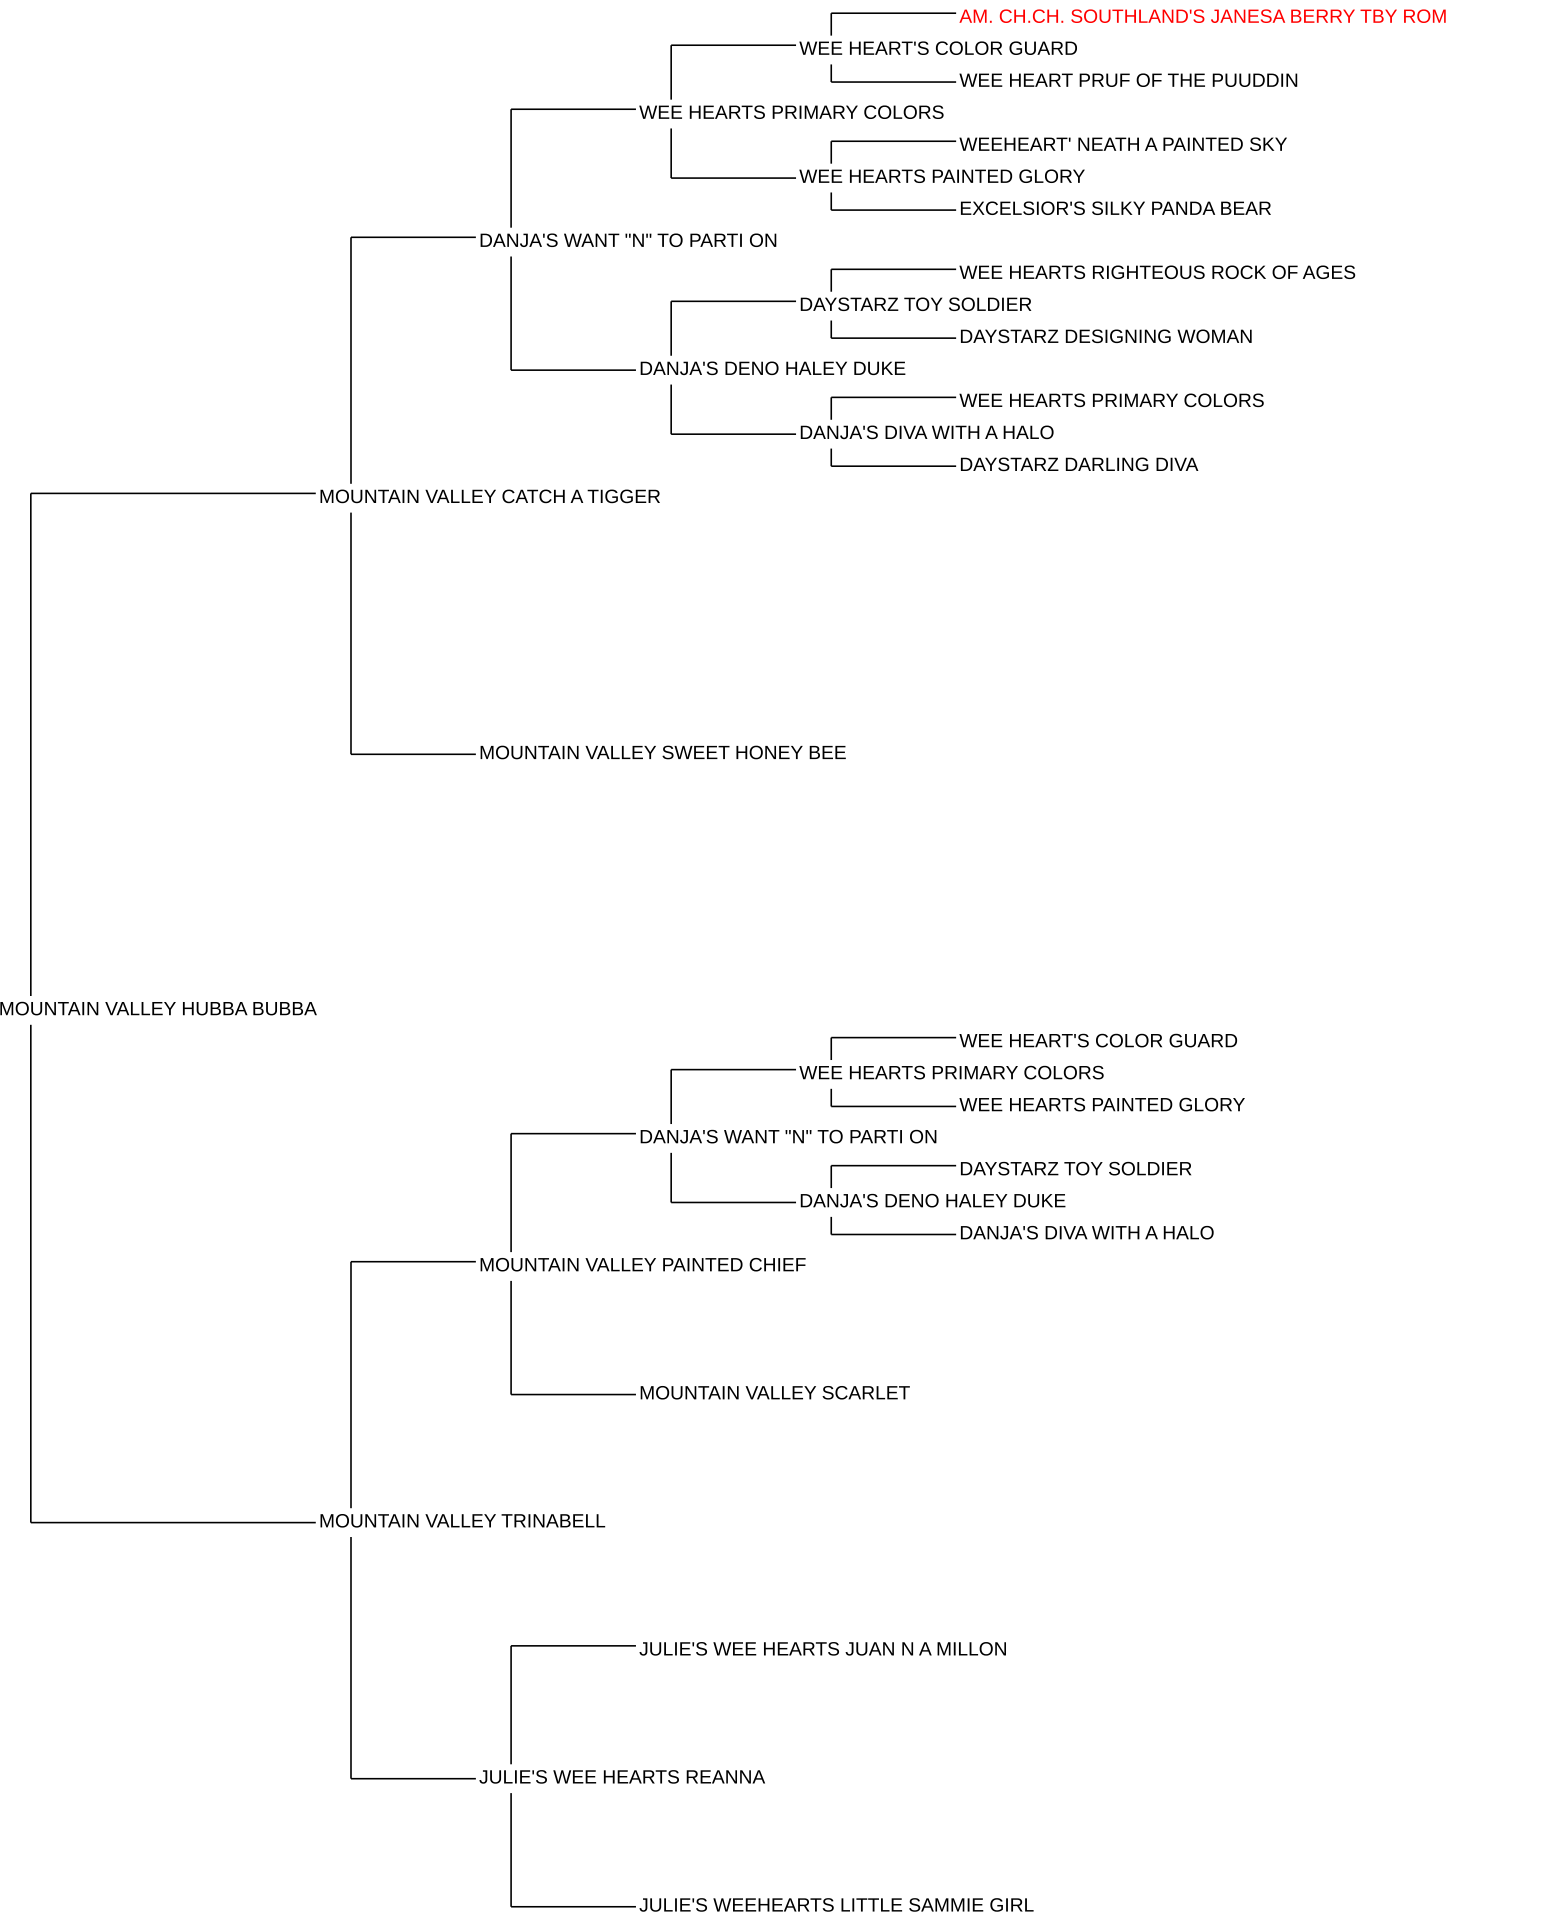 AM. CH.CH. SOUTHLAND'S JANESA BERRY TBY ROM
WEE HEART'S COLOR GUARD
WEE HEART PRUF OF THE PUUDDIN
WEE HEARTS PRIMARY COLORS
WEEHEART' NEATH A PAINTED SKY
WEE HEARTS PAINTED GLORY
EXCELSIOR'S SILKY PANDA BEAR
DANJA'S WANT "N" TO PARTI ON
WEE HEARTS RIGHTEOUS ROCK OF AGES
DAYSTARZ TOY SOLDIER
DAYSTARZ DESIGNING WOMAN
DANJA'S DENO HALEY DUKE
WEE HEARTS PRIMARY COLORS
DANJA'S DIVA WITH A HALO
DAYSTARZ DARLING DIVA
MOUNTAIN VALLEY CATCH A TIGGER
MOUNTAIN VALLEY SWEET HONEY BEE
MOUNTAIN VALLEY HUBBA BUBBA
WEE HEART'S COLOR GUARD
WEE HEARTS PRIMARY COLORS
WEE HEARTS PAINTED GLORY
DANJA'S WANT "N" TO PARTI ON
DAYSTARZ TOY SOLDIER
DANJA'S DENO HALEY DUKE
DANJA'S DIVA WITH A HALO
MOUNTAIN VALLEY PAINTED CHIEF
MOUNTAIN VALLEY SCARLET
MOUNTAIN VALLEY TRINABELL
JULIE'S WEE HEARTS JUAN N A MILLON
JULIE'S WEE HEARTS REANNA
JULIE'S WEEHEARTS LITTLE SAMMIE GIRL